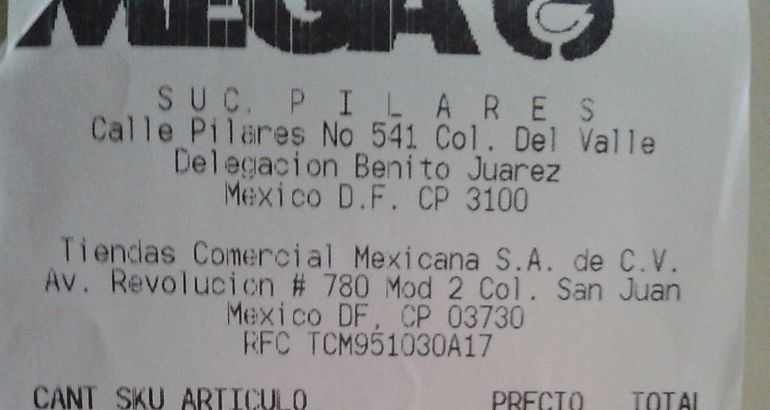 MEGA
S U C. P I L A R E S
Calle Pilares No 541 Col. Del Valle
Delegacion Benito Juarez
Mexico D.F. CP 3100
Tiendas Comercial Mexicana S.A. de C.V.
Av. Revolucion # 780 Mod 2 Col. San Juan
Mexico DF, CP 03730
RFC TCM951030A17
CANT SKU ARTICULO PRECIO TOTAL